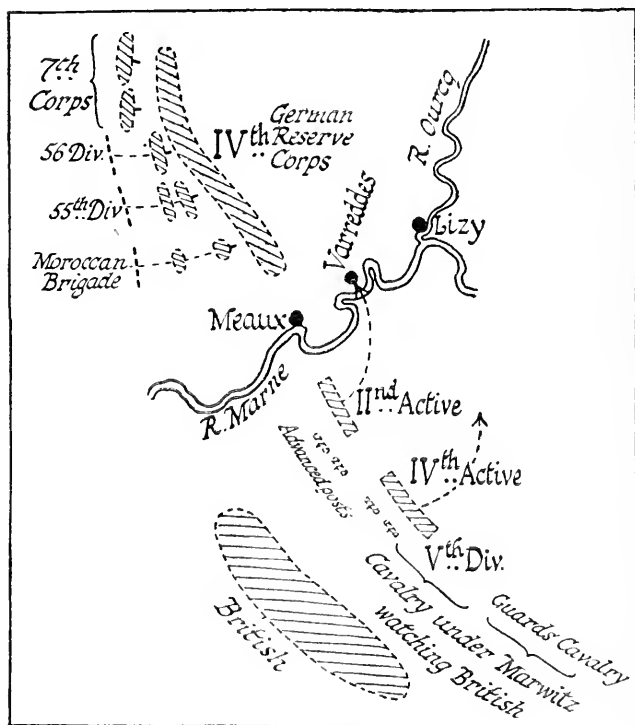 7th
Corps
56 Div.
55th Div
Moroccan
Brigade
IVth German
Reserve
Corps
R. Ourcq
Varreddes
Lizy
Meaux
R. Marne
IInd Active
Advanced posts
IVth Active
Vth Div.
British
Cavalry under Marwitz
watching British
Guards' Cavalry